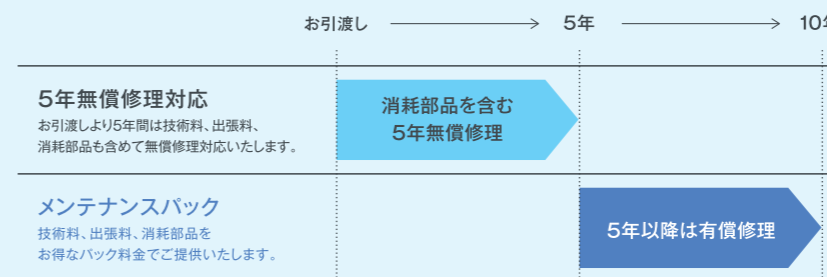 お引渡し 5年 10年
5年無償修理対応
お引渡しより5年間は技術料、出張料、
消耗部品も含めて無償修理対応いたします。
消耗部品を含む
5年無償修理
メンテナンスパック
技術料、出張料、消耗部品を
お得なパック料金でご提供いたします。
5年以降は有償修理